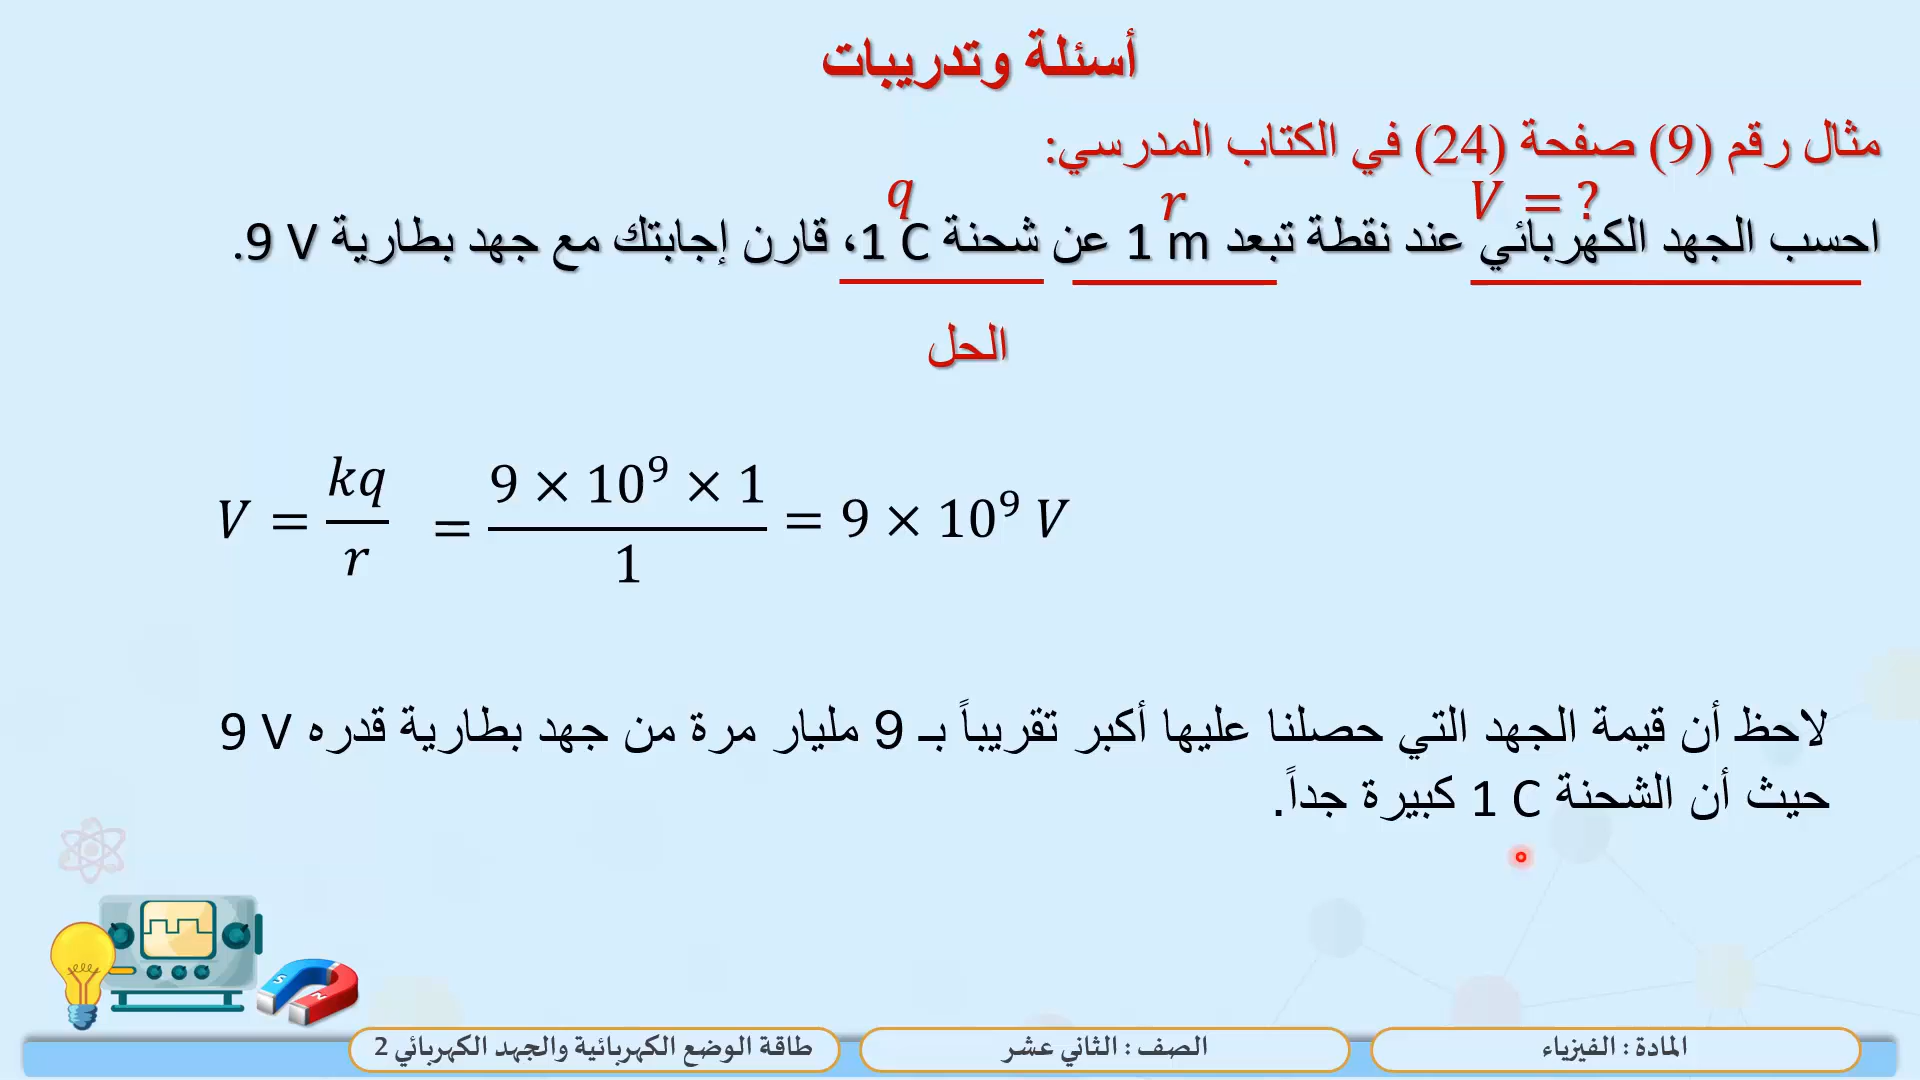 أسئلة وتدريبات
مثال رقم (9) صفحة (24) في الكتاب المدرسي:
V = ?
r
q
احسب الجهد الكهربائي عند نقطة تبعد 1 m عن شحنة 1 C، قارن إجابتك مع جهد بطارية 9 V.
الحل
V = kq / r = 9 × 10⁹ × 1 / 1 = 9 × 10⁹ V
لاحظ أن قيمة الجهد التي حصلنا عليها أكبر تقريباً بـ 9 مليار مرة من جهد بطارية قدره 9 V
حيث أن الشحنة 1 C كبيرة جداً.
S
N
المادة : الفيزياء
الصف : الثاني عشر
طاقة الوضع الكهربائية والجهد الكهربائي 2